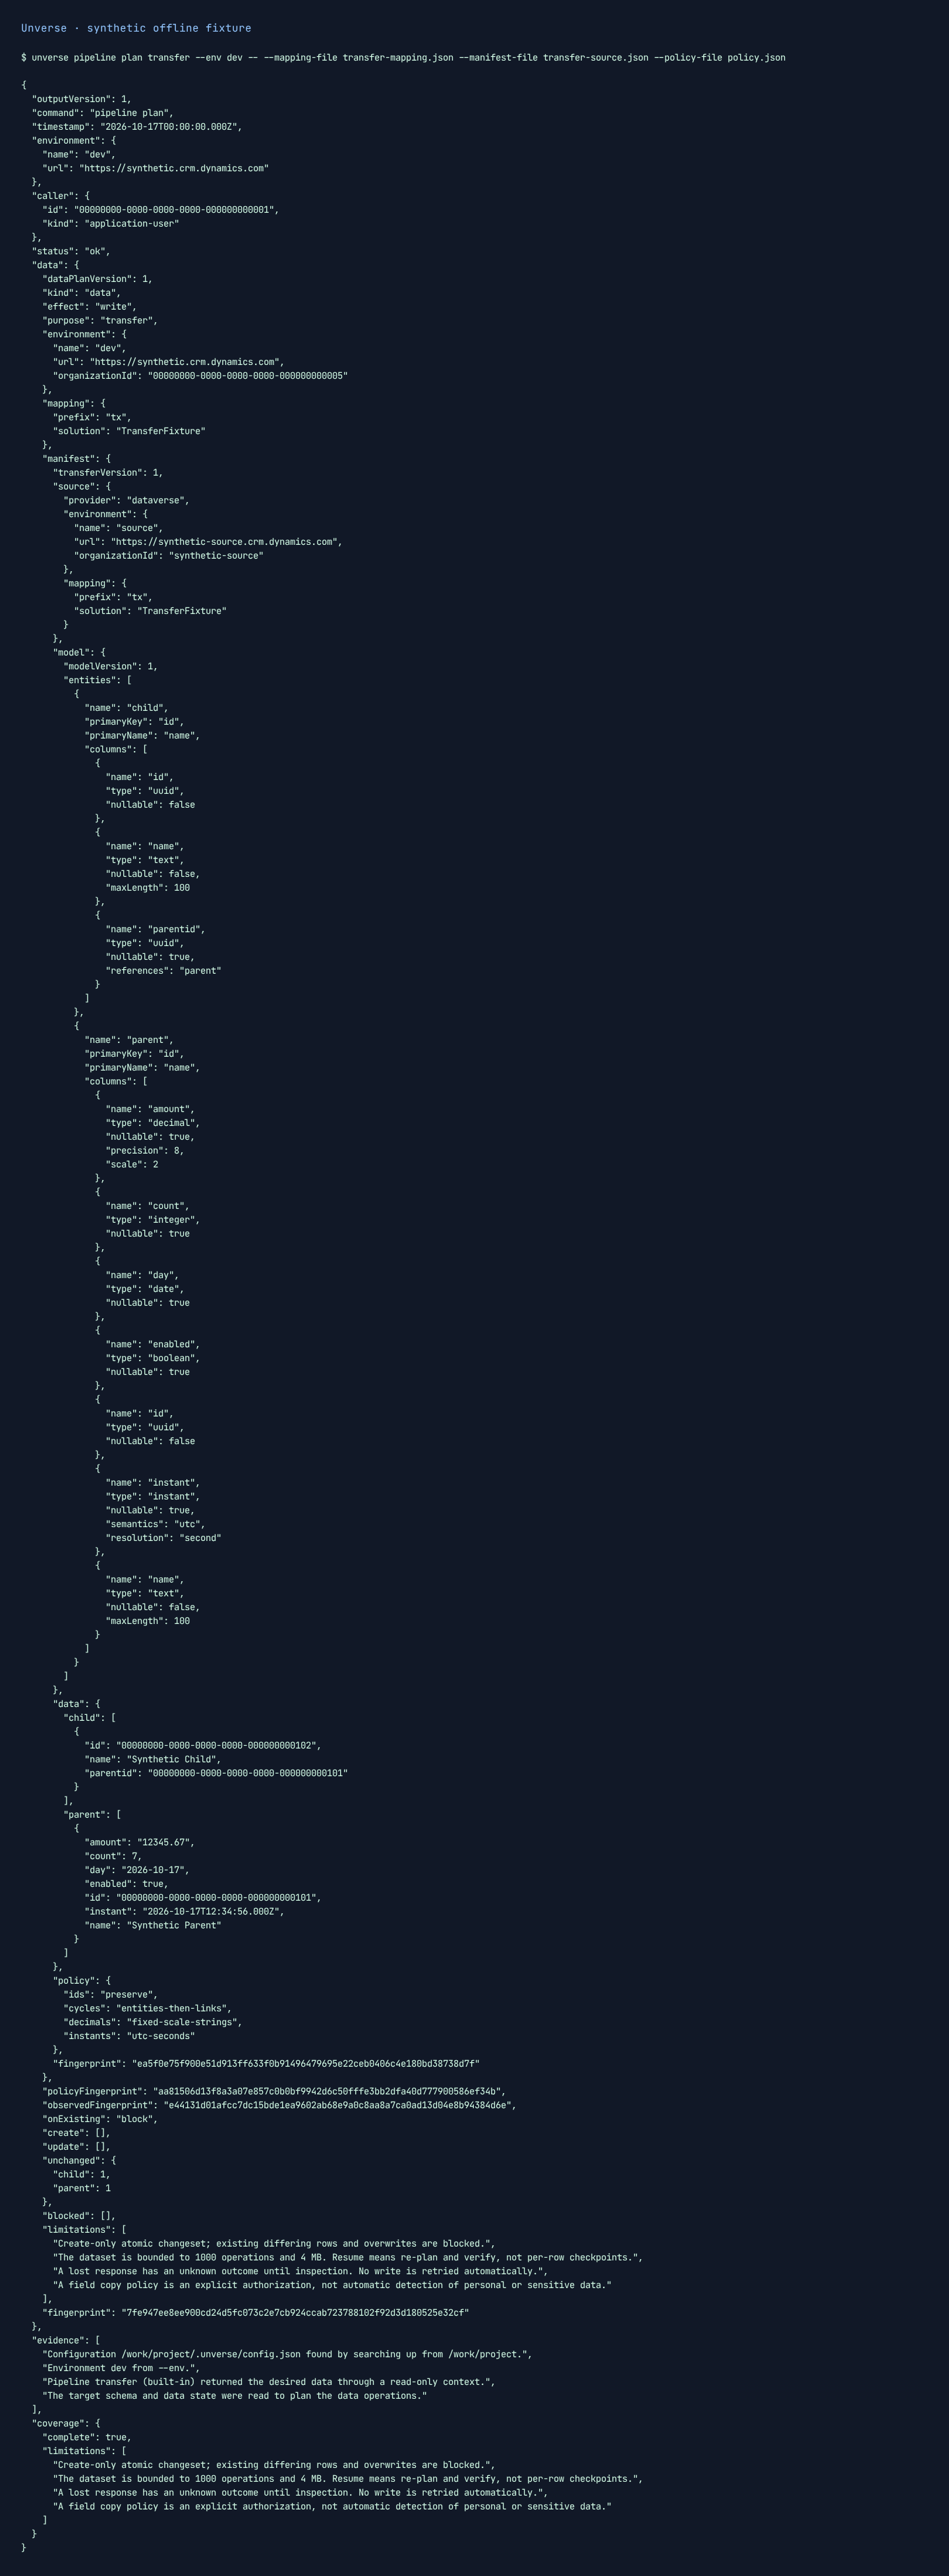 Unverse · synthetic offline fixture
$ unverse pipeline plan transfer --env dev -- --mapping-file transfer-mapping.json --manifest-file transfer-source.json --policy-file policy.json
{
  "outputVersion": 1,
  "command": "pipeline plan",
  "timestamp": "2026-10-17T00:00:00.000Z",
  "environment": {
    "name": "dev",
    "url": "https://synthetic.crm.dynamics.com"
  },
  "caller": {
    "id": "00000000-0000-0000-0000-000000000001",
    "kind": "application-user"
  },
  "status": "ok",
  "data": {
    "dataPlanVersion": 1,
    "kind": "data",
    "effect": "write",
    "purpose": "transfer",
    "environment": {
      "name": "dev",
      "url": "https://synthetic.crm.dynamics.com",
      "organizationId": "00000000-0000-0000-0000-000000000005"
    },
    "mapping": {
      "prefix": "tx",
      "solution": "TransferFixture"
    },
    "manifest": {
      "transferVersion": 1,
      "source": {
        "provider": "dataverse",
        "environment": {
          "name": "source",
          "url": "https://synthetic-source.crm.dynamics.com",
          "organizationId": "synthetic-source"
        },
        "mapping": {
          "prefix": "tx",
          "solution": "TransferFixture"
        }
      },
      "model": {
        "modelVersion": 1,
        "entities": [
          {
            "name": "child",
            "primaryKey": "id",
            "primaryName": "name",
            "columns": [
              {
                "name": "id",
                "type": "uuid",
                "nullable": false
              },
              {
                "name": "name",
                "type": "text",
                "nullable": false,
                "maxLength": 100
              },
              {
                "name": "parentid",
                "type": "uuid",
                "nullable": true,
                "references": "parent"
              }
            ]
          },
          {
            "name": "parent",
            "primaryKey": "id",
            "primaryName": "name",
            "columns": [
              {
                "name": "amount",
                "type": "decimal",
                "nullable": true,
                "precision": 8,
                "scale": 2
              },
              {
                "name": "count",
                "type": "integer",
                "nullable": true
              },
              {
                "name": "day",
                "type": "date",
                "nullable": true
              },
              {
                "name": "enabled",
                "type": "boolean",
                "nullable": true
              },
              {
                "name": "id",
                "type": "uuid",
                "nullable": false
              },
              {
                "name": "instant",
                "type": "instant",
                "nullable": true,
                "semantics": "utc",
                "resolution": "second"
              },
              {
                "name": "name",
                "type": "text",
                "nullable": false,
                "maxLength": 100
              }
            ]
          }
        ]
      },
      "data": {
        "child": [
          {
            "id": "00000000-0000-0000-0000-000000000102",
            "name": "Synthetic Child",
            "parentid": "00000000-0000-0000-0000-000000000101"
          }
        ],
        "parent": [
          {
            "amount": "12345.67",
            "count": 7,
            "day": "2026-10-17",
            "enabled": true,
            "id": "00000000-0000-0000-0000-000000000101",
            "instant": "2026-10-17T12:34:56.000Z",
            "name": "Synthetic Parent"
          }
        ]
      },
      "policy": {
        "ids": "preserve",
        "cycles": "entities-then-links",
        "decimals": "fixed-scale-strings",
        "instants": "utc-seconds"
      },
      "fingerprint": "ea5f0e75f900e51d913ff633f0b91496479695e22ceb0406c4e180bd38738d7f"
    },
    "policyFingerprint": "aa81506d13f8a3a07e857c0b0bf9942d6c50fffe3bb2dfa40d777900586ef34b",
    "observedFingerprint": "e44131d01afcc7dc15bde1ea9602ab68e9a0c8aa8a7ca0ad13d04e8b94384d6e",
    "onExisting": "block",
    "create": [],
    "update": [],
    "unchanged": {
      "child": 1,
      "parent": 1
    },
    "blocked": [],
    "limitations": [
      "Create-only atomic changeset; existing differing rows and overwrites are blocked.",
      "The dataset is bounded to 1000 operations and 4 MB. Resume means re-plan and verify, not per-row checkpoints.",
      "A lost response has an unknown outcome until inspection. No write is retried automatically.",
      "A field copy policy is an explicit authorization, not automatic detection of personal or sensitive data."
    ],
    "fingerprint": "7fe947ee8ee900cd24d5fc073c2e7cb924ccab723788102f92d3d180525e32cf"
  },
  "evidence": [
    "Configuration /work/project/.unverse/config.json found by searching up from /work/project.",
    "Environment dev from --env.",
    "Pipeline transfer (built-in) returned the desired data through a read-only context.",
    "The target schema and data state were read to plan the data operations."
  ],
  "coverage": {
    "complete": true,
    "limitations": [
      "Create-only atomic changeset; existing differing rows and overwrites are blocked.",
      "The dataset is bounded to 1000 operations and 4 MB. Resume means re-plan and verify, not per-row checkpoints.",
      "A lost response has an unknown outcome until inspection. No write is retried automatically.",
      "A field copy policy is an explicit authorization, not automatic detection of personal or sensitive data."
    ]
  }
}